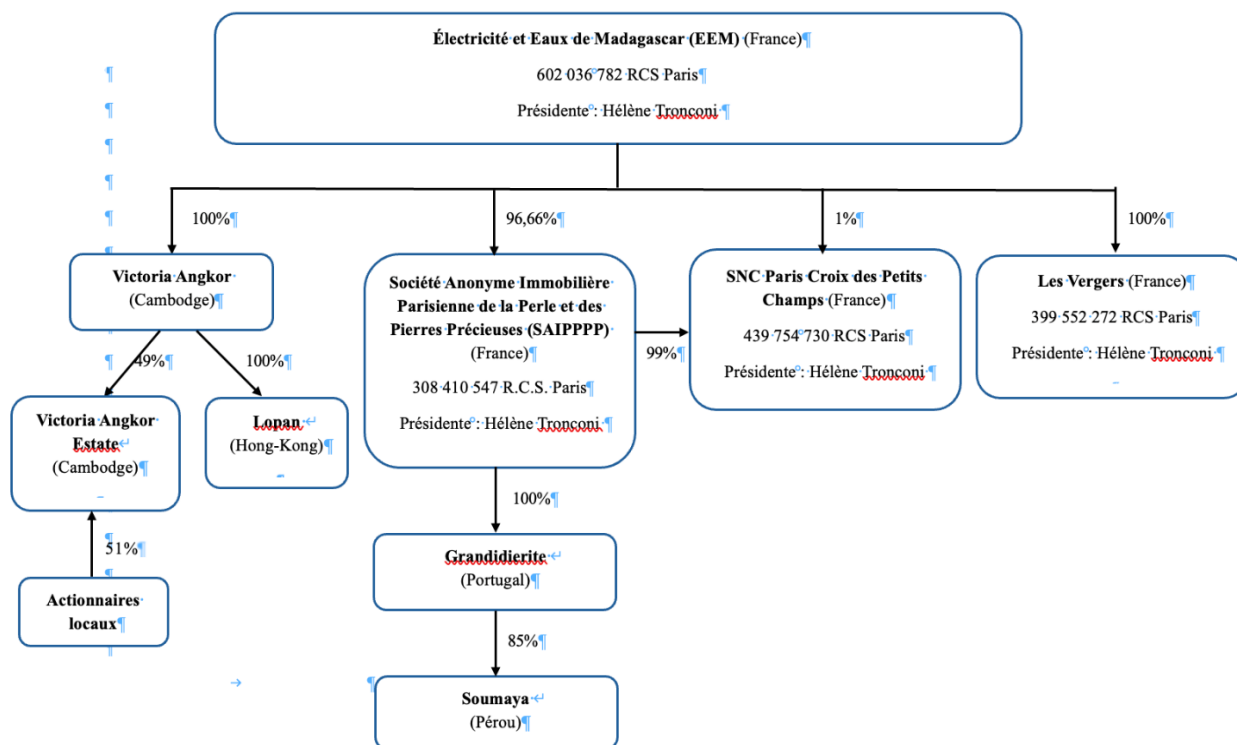 Électricité et Eaux de Madagascar (EEM) (France)¶
602 036°782 RCS Paris¶
Présidente°: Hélène Tronconi ¶
¶
¶
¶
¶
¶
¶
100%¶
96,66%¶
1%¶
100%¶
Victoria Angkor
(Cambodge)¶
Société Anonyme Immobilière
Parisienne de la Perle et des
Pierres Précieuses (SAIPPPP)
(France)¶
308 410 547 R.C.S. Paris¶
Présidente°: Hélène Tronconi ¶
SNC Paris Croix des Petits
Champs (France)¶
439 754°730 RCS Paris¶
Présidente°: Hélène Tronconi ¶
Les Vergers (France)¶
399 552 272 RCS Paris¶
Présidente°: Hélène Tronconi ¶
¶
49%¶
100%¶
99%¶
Victoria Angkor
Estate↵
(Cambodge)¶
Lopan ↵
(Hong-Kong)¶
¶
100%¶
¶
51%¶
¶
Grandidierite ↵
(Portugal)¶
Actionnaires
locaux¶
¶
85%¶
→ ¶
Soumaya ↵
(Pérou)¶